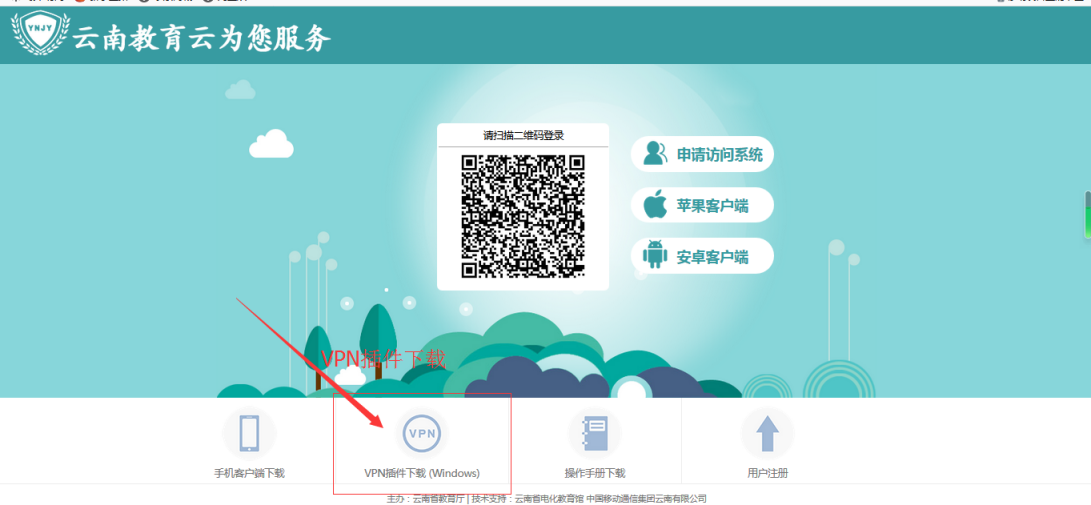 YNJY
云南教育云为您服务
请扫描二维码登录
申请访问系统
苹果客户端
安卓客户端
VPN插件下载
VPN
手机客户端下载
VPN插件下载 (Windows)
操作手册下载
用户注册
主办：云南省教育厅 | 技术支持：云南省电化教育馆 中国移动通信集团云南有限公司